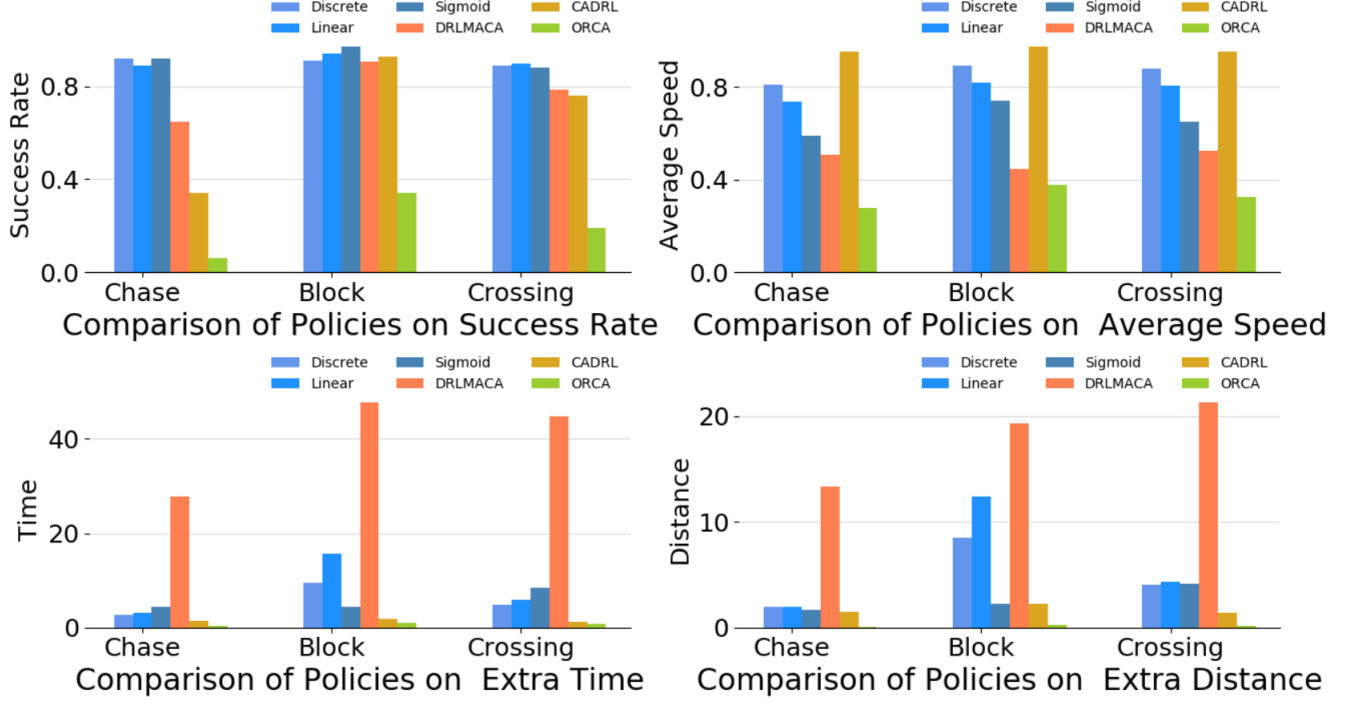 Discrete Sigmoid CADRL
Linear DRLMACA ORCA
Success Rate
0.8
0.4
0.0
Chase Block Crossing
Comparison of Policies on Success Rate
Discrete Sigmoid CADRL
Linear DRLMACA ORCA
Average Speed
0.8
0.4
0.0
Chase Block Crossing
Comparison of Policies on Average Speed
Discrete Sigmoid CADRL
Linear DRLMACA ORCA
Time
40
20
0
Chase Block Crossing
Comparison of Policies on Extra Time
Discrete Sigmoid CADRL
Linear DRLMACA ORCA
Distance
20
10
0
Chase Block Crossing
Comparison of Policies on Extra Distance